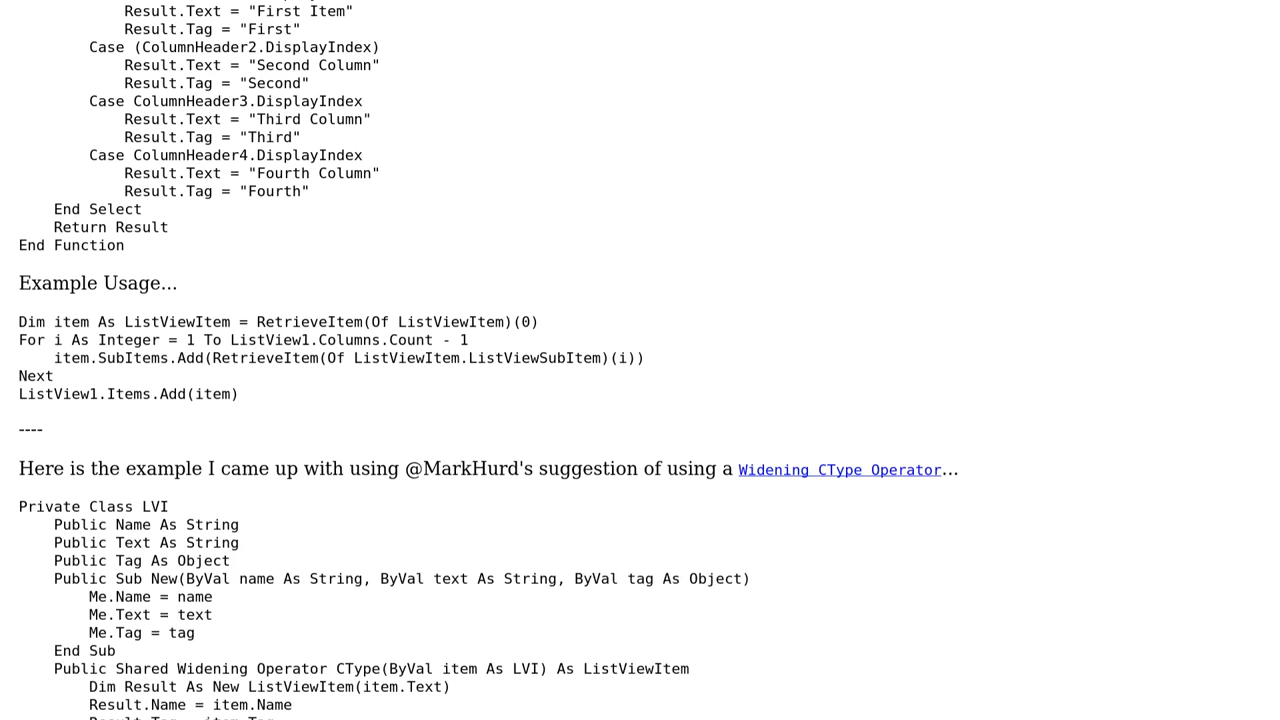 Result.Text = "First Item"
            Result.Tag = "First"
        Case (ColumnHeader2.DisplayIndex)
            Result.Text = "Second Column"
            Result.Tag = "Second"
        Case ColumnHeader3.DisplayIndex
            Result.Text = "Third Column"
            Result.Tag = "Third"
        Case ColumnHeader4.DisplayIndex
            Result.Text = "Fourth Column"
            Result.Tag = "Fourth"
    End Select
    Return Result
End Function
Example Usage...
Dim item As ListViewItem = RetrieveItem(Of ListViewItem)(0)
For i As Integer = 1 To ListView1.Columns.Count - 1
    item.SubItems.Add(RetrieveItem(Of ListViewItem.ListViewSubItem)(i))
Next
ListView1.Items.Add(item)
----
Here is the example I came up with using @MarkHurd's suggestion of using a Widening CType Operator...
Private Class LVI
    Public Name As String
    Public Text As String
    Public Tag As Object
    Public Sub New(ByVal name As String, ByVal text As String, ByVal tag As Object)
        Me.Name = name
        Me.Text = text
        Me.Tag = tag
    End Sub
    Public Shared Widening Operator CType(ByVal item As LVI) As ListViewItem
        Dim Result As New ListViewItem(item.Text)
        Result.Name = item.Name